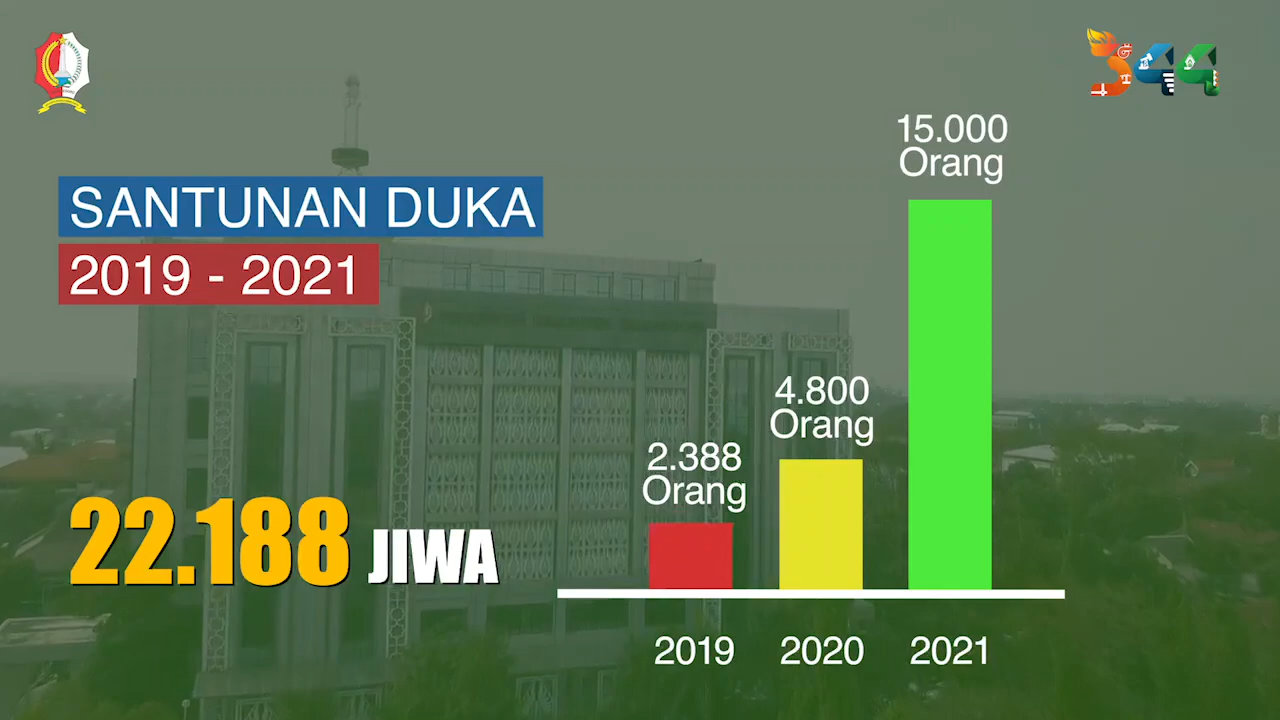 344
SANTUNAN DUKA
2019 - 2021
22.188 JIWA
15.000
Orang
4.800
Orang
2.388
Orang
2019 2020 2021